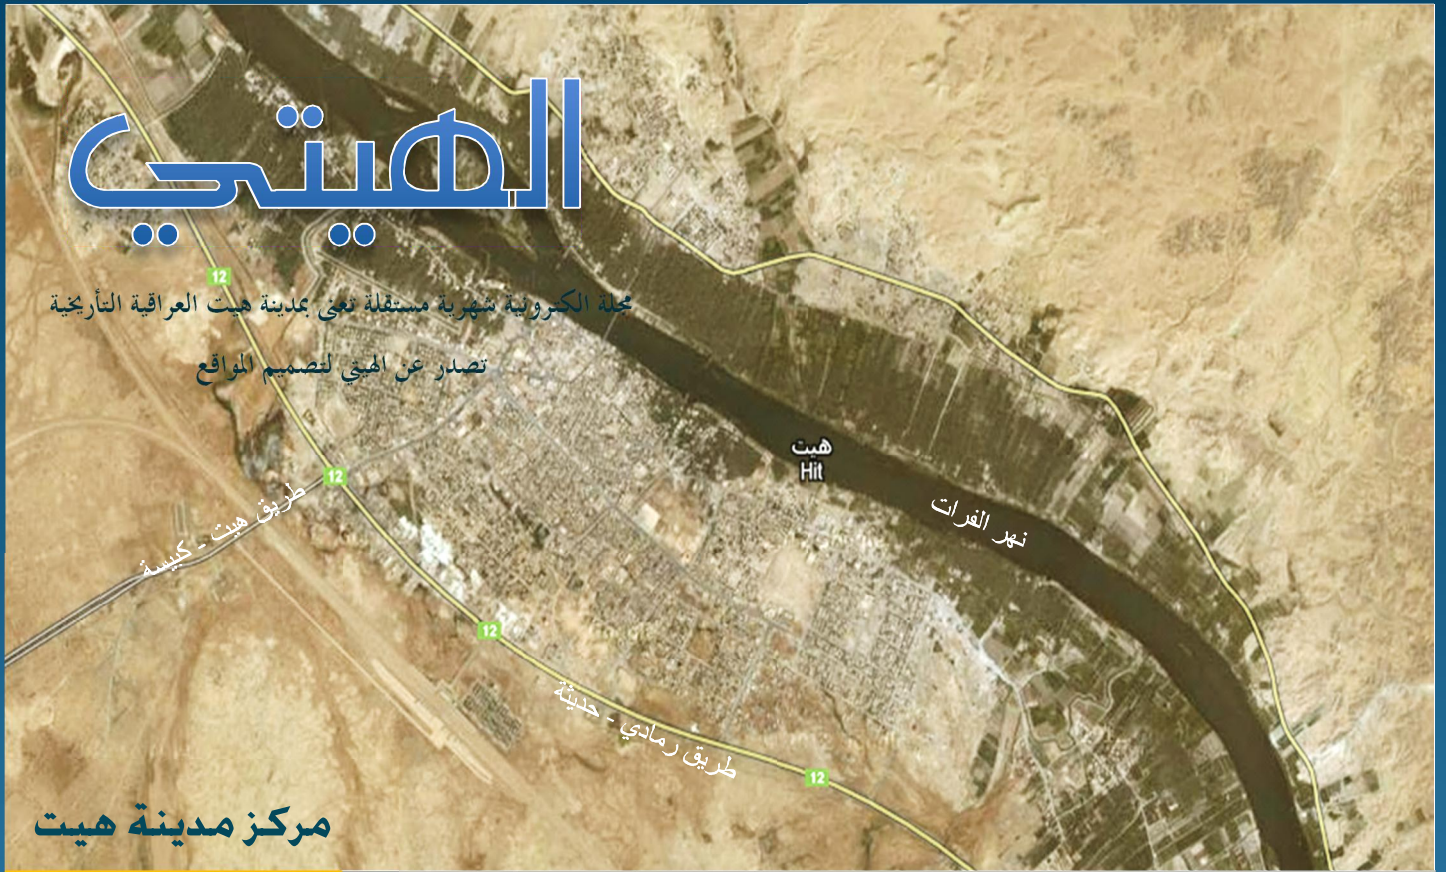 الهيتي
مجلة الكترونية شهرية مستقلة تعنى بمدينة هيت العراقية التأريخية
تصدر عن الهيتي لتصميم المواقع
12
هيت
Hit
12
طريق هيت - كبيسة
نهر الفرات
12
طريق رمادي - حديثة
12
مركز مدينة هيت